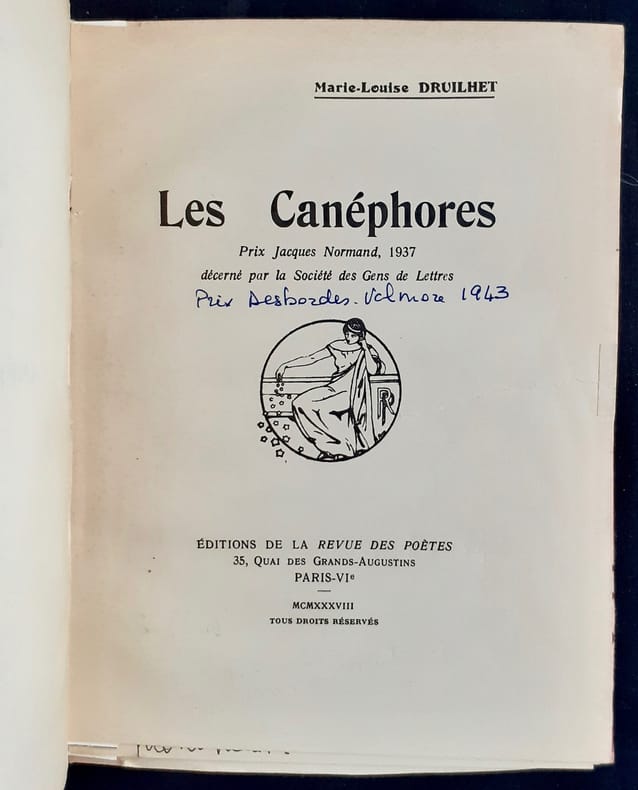 Marie-Louise DRUILHET
Les Canéphores
Prix Jacques Normand, 1937
décerné par la Société des Gens de Lettres
Prix Desbordes-Valmore 1943
R
ÉDITIONS DE LA REVUE DES POÈTES
35, QUAI DES GRANDS-AUGUSTINS
PARIS-VIe
MCMXXXVIII
TOUS DROITS RÉSERVÉS